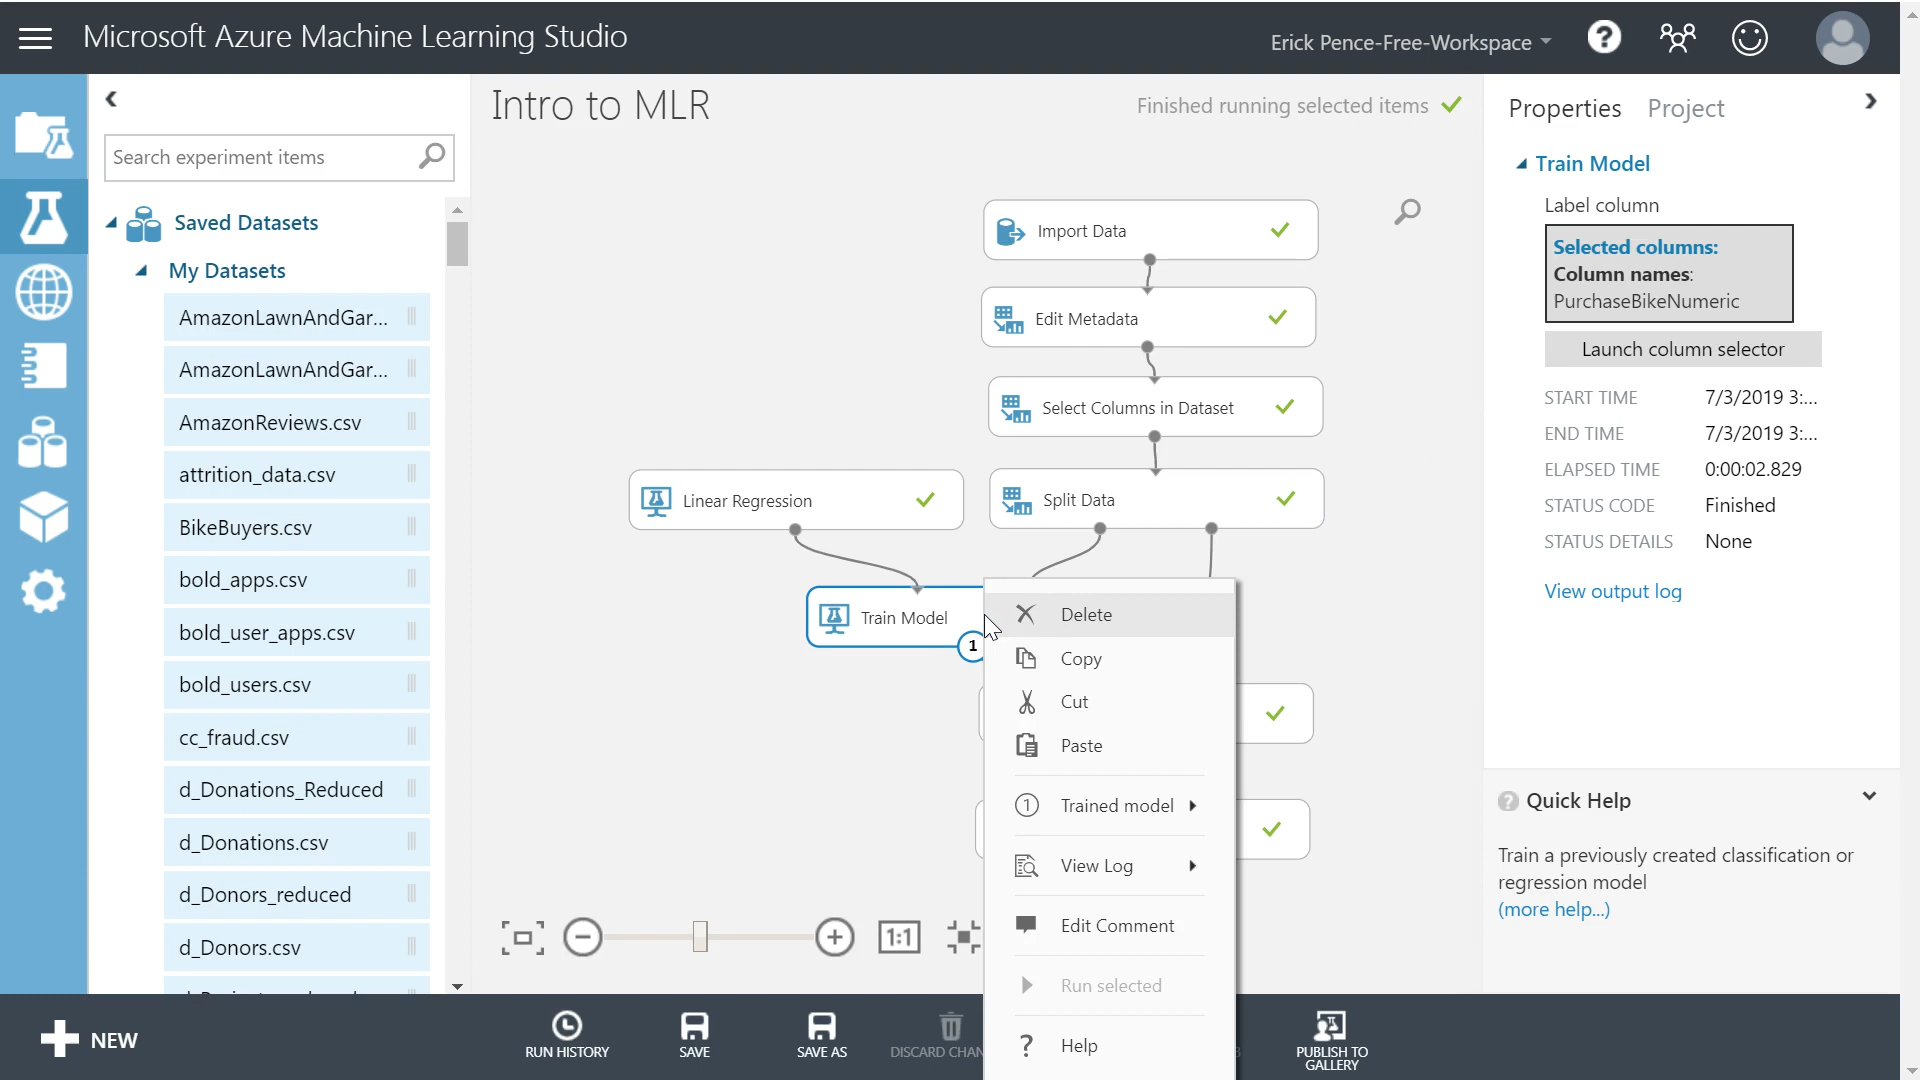 Microsoft Azure Machine Learning Studio
Erick Pence-Free-Workspace
?
Search experiment items
Saved Datasets
My Datasets
AmazonLawnAndGar...
AmazonLawnAndGar...
AmazonReviews.csv
attrition_data.csv
BikeBuyers.csv
bold_apps.csv
bold_user_apps.csv
bold_users.csv
cc_fraud.csv
d_Donations_Reduced
d_Donations.csv
d_Donors_reduced
d_Donors.csv
Intro to MLR
Finished running selected items
Import Data
Edit Metadata
Select Columns in Dataset
Linear Regression
Split Data
Train Model
1
Delete
Copy
Cut
Paste
1 Trained model
View Log
Edit Comment
Run selected
? Help
1:1
Properties Project
Train Model
Label column
Selected columns:
Column names:
PurchaseBikeNumeric
Launch column selector
START TIME 7/3/2019 3:...
END TIME 7/3/2019 3:...
ELAPSED TIME 0:00:02.829
STATUS CODE Finished
STATUS DETAILS None
View output log
? Quick Help
Train a previously created classification or
regression model
(more help...)
NEW
RUN HISTORY
SAVE
SAVE AS
DISCARD CHAN
PUBLISH TO
GALLERY